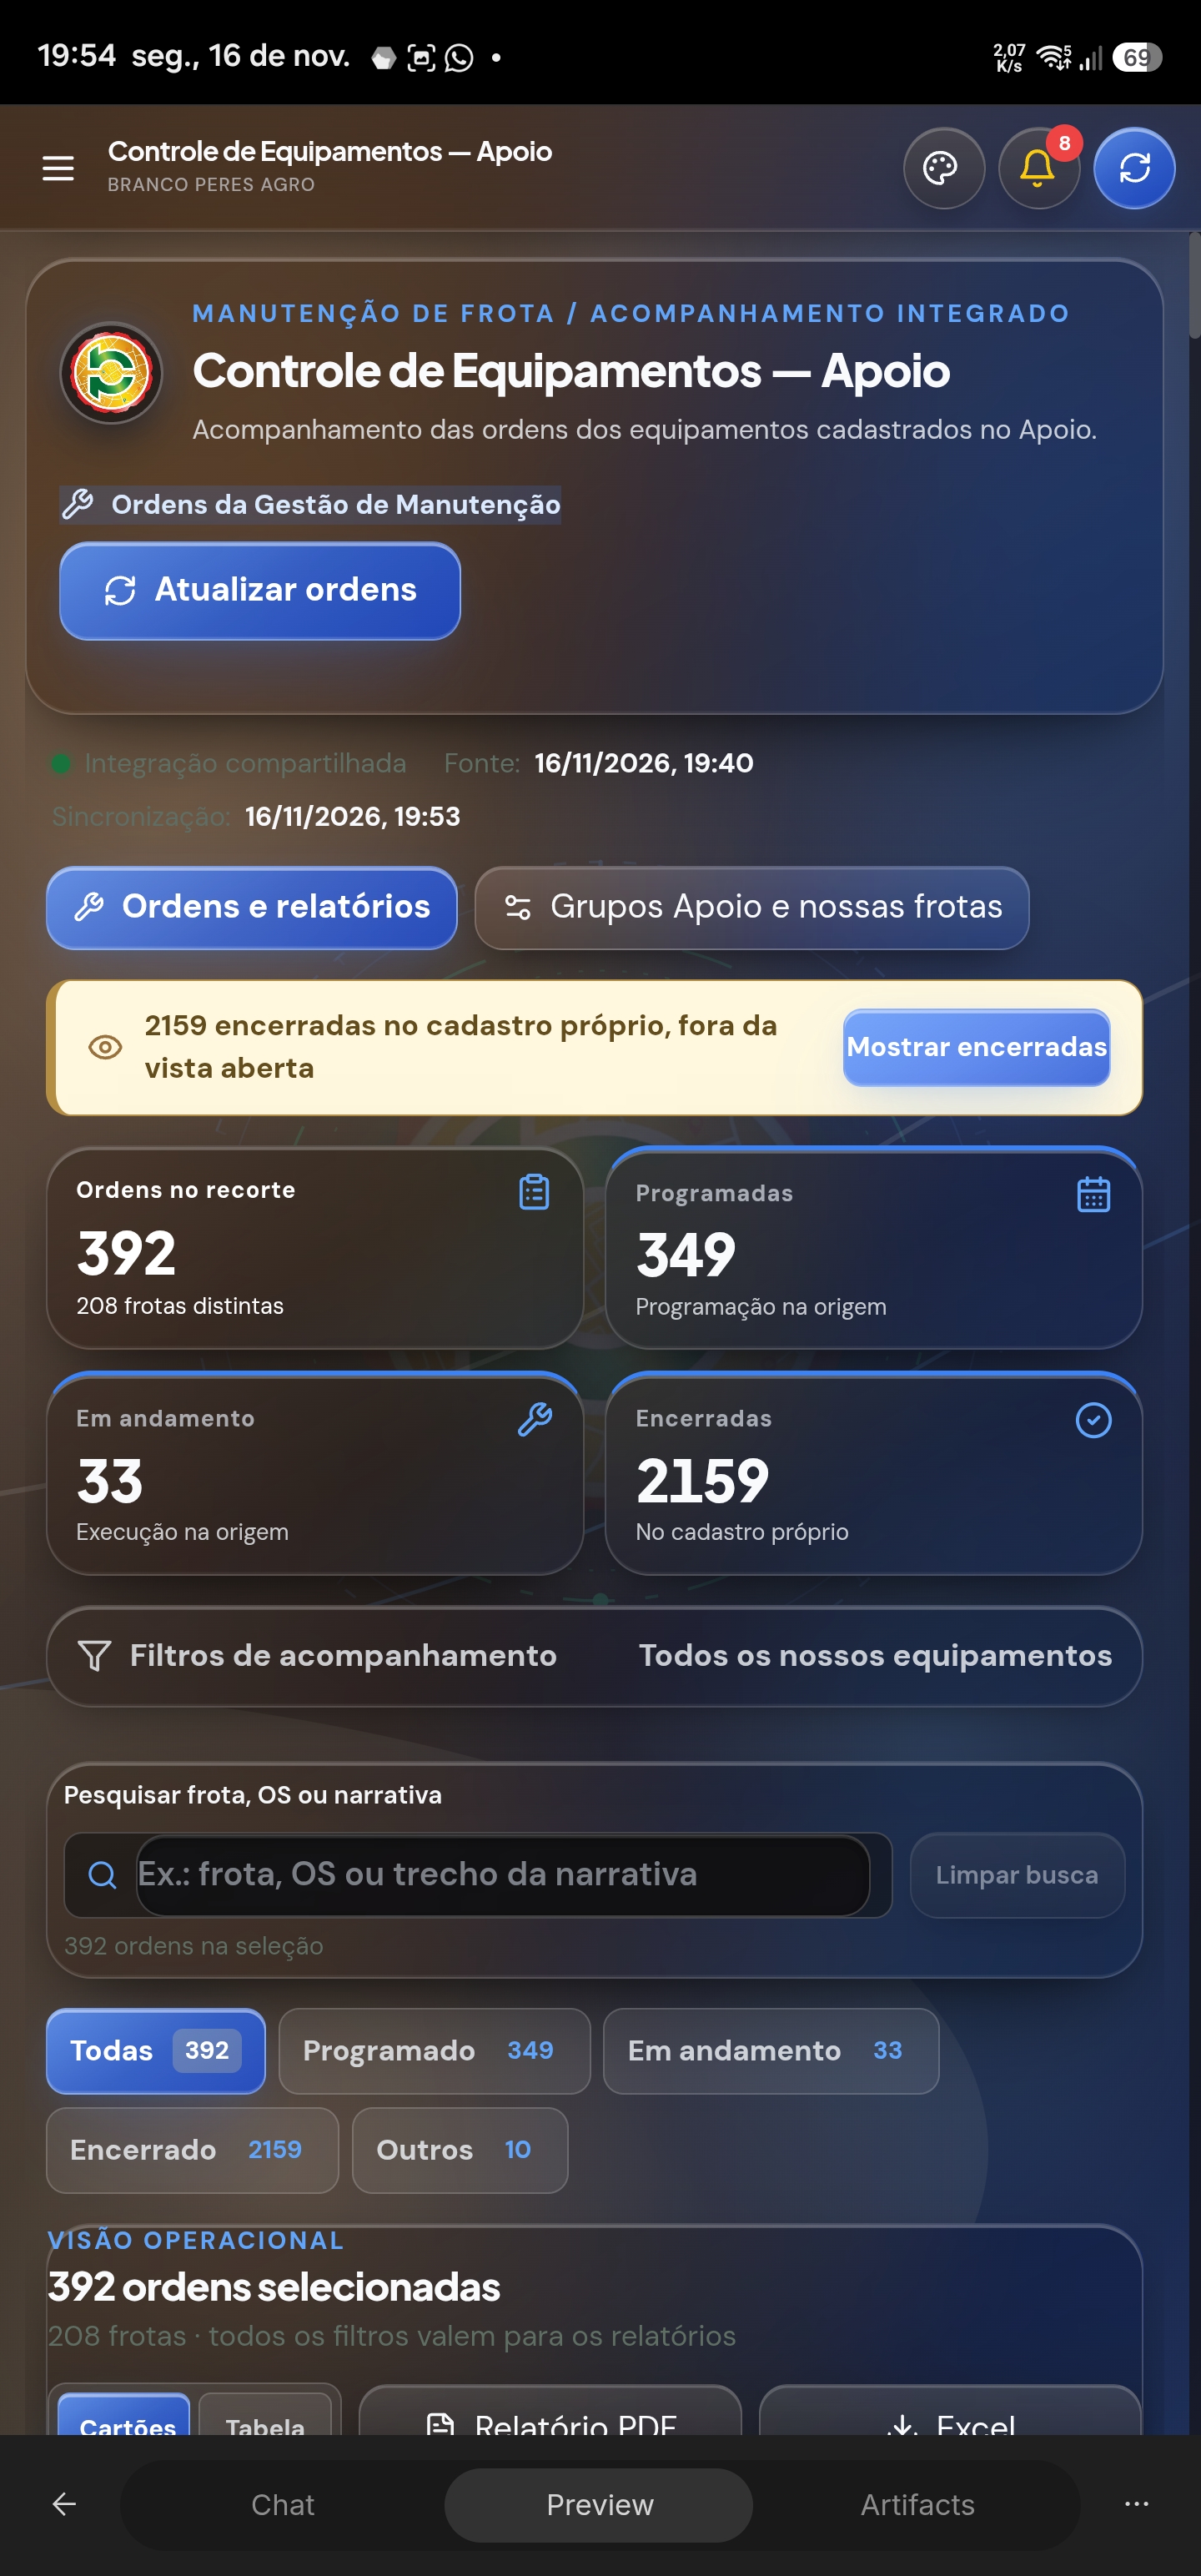 19:54 seg., 16 de nov.
2,07 K/s
5
69
Controle de Equipamentos — Apoio
BRANCO PERES AGRO
8
MANUTENÇÃO DE FROTA / ACOMPANHAMENTO INTEGRADO
Controle de Equipamentos — Apoio
Acompanhamento das ordens dos equipamentos cadastrados no Apoio.
Ordens da Gestão de Manutenção
Atualizar ordens
Integração compartilhada Fonte: 16/11/2026, 19:40
Sincronização: 16/11/2026, 19:53
Ordens e relatórios Grupos Apoio e nossas frotas
2159 encerradas no cadastro próprio, fora da
vista aberta
Mostrar encerradas
Ordens no recorte
392
208 frotas distintas
Programadas
349
Programação na origem
Em andamento
33
Execução na origem
Encerradas
2159
No cadastro próprio
Filtros de acompanhamento Todos os nossos equipamentos
Pesquisar frota, OS ou narrativa
Ex.: frota, OS ou trecho da narrativa Limpar busca
392 ordens na seleção
Todas 392 Programado 349 Em andamento 33
Encerrado 2159 Outros 10
VISÃO OPERACIONAL
392 ordens selecionadas
208 frotas · todos os filtros valem para os relatórios
Cartões Tabela Relatório PDF Excel
Chat Preview Artifacts